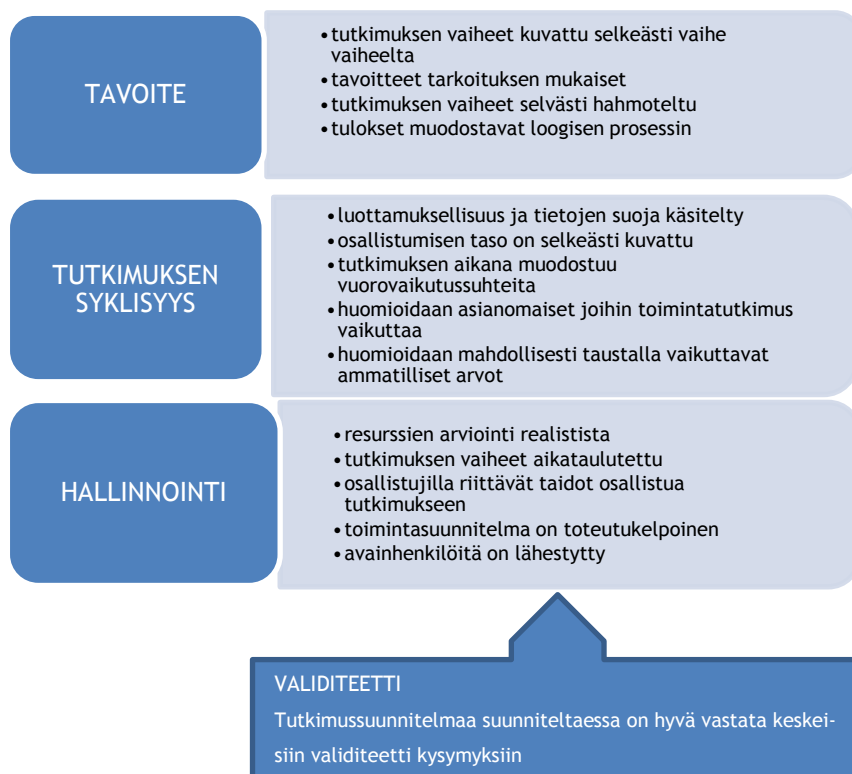 TAVOITE
•tutkimuksen vaiheet kuvattu selkeästi vaihe
vaiheelta
•tavoitteet tarkoituksen mukaiset
•tutkimuksen vaiheet selvästi hahmoteltu
•tulokset muodostavat loogisen prosessin
TUTKIMUKSEN
SYKLISYYS
•luottamuksellisuus ja tietojen suoja käsitelty
•osallistumisen taso on selkeästi kuvattu
•tutkimuksen aikana muodostuu
vuorovaikutussuhteita
•huomioidaan asianomaiset joihin toimintatutkimus
vaikuttaa
•huomioidaan mahdollisesti taustalla vaikuttavat
ammatilliset arvot
HALLINNOINTI
•resurssien arviointi realistista
•tutkimuksen vaiheet aikataulutettu
•osallistujilla riittävät taidot osallistua
tutkimukseen
•toimintasuunnitelma on toteutukelpoinen
•avainhenkilöitä on lähestytty
VALIDITEETTI
Tutkimussuunnitelmaa suunniteltaessa on hyvä vastata keskei-
siin validiteetti kysymyksiin